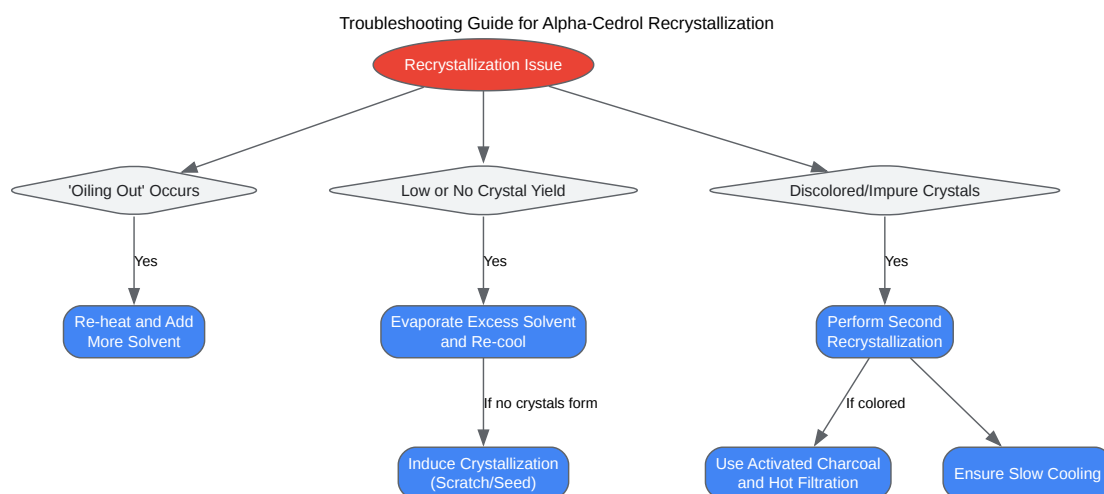 Troubleshooting Guide for Alpha-Cedrol Recrystallization
Recrystallization Issue
'Oiling Out' Occurs
Low or No Crystal Yield
Discolored/Impure Crystals
Yes
Yes
Yes
Re-heat and Add
More Solvent
Evaporate Excess Solvent
and Re-cool
Perform Second
Recrystallization
If no crystals form
If colored
Induce Crystallization
(Scratch/Seed)
Use Activated Charcoal
and Hot Filtration
Ensure Slow Cooling